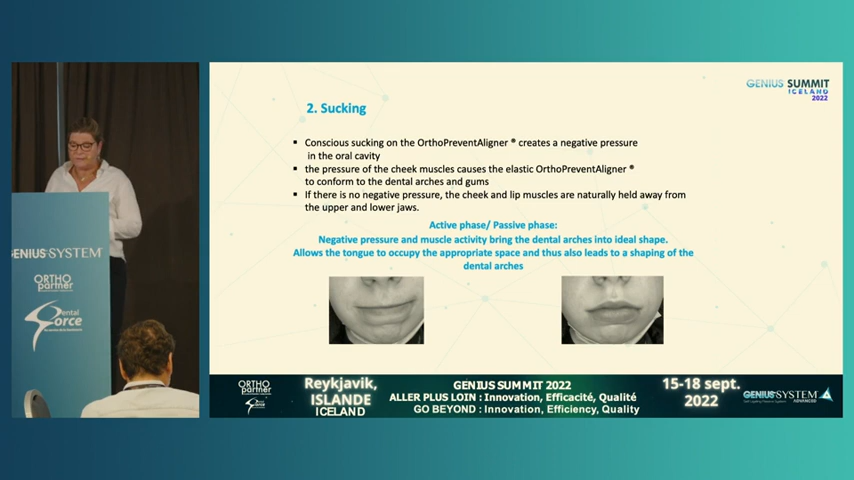 GENIUS SUMMIT
ICELAND
2022
2. Sucking
▪ Conscious sucking on the OrthoPreventAligner ® creates a negative pressure
in the oral cavity
▪ the pressure of the cheek muscles causes the elastic OrthoPreventAligner ®
to conform to the dental arches and gums
▪ If there is no negative pressure, the cheek and lip muscles are naturally held away from
the upper and lower jaws.
Active phase/ Passive phase:
Negative pressure and muscle activity bring the dental arches into ideal shape.
Allows the tongue to occupy the appropriate space and thus also leads to a shaping of the
dental arches
GENIUS SYSTEM
ORTHO
partner
Dental
Force
ORTHO
partner
Dental
Force
Reykjavik,
ISLANDE
ICELAND
GENIUS SUMMIT 2022
ALLER PLUS LOIN : Innovation, Efficacité, Qualité
GO BEYOND : Innovation, Efficiency, Quality
15-18 sept.
2022
GENIUS SYSTEM
ADVANCED